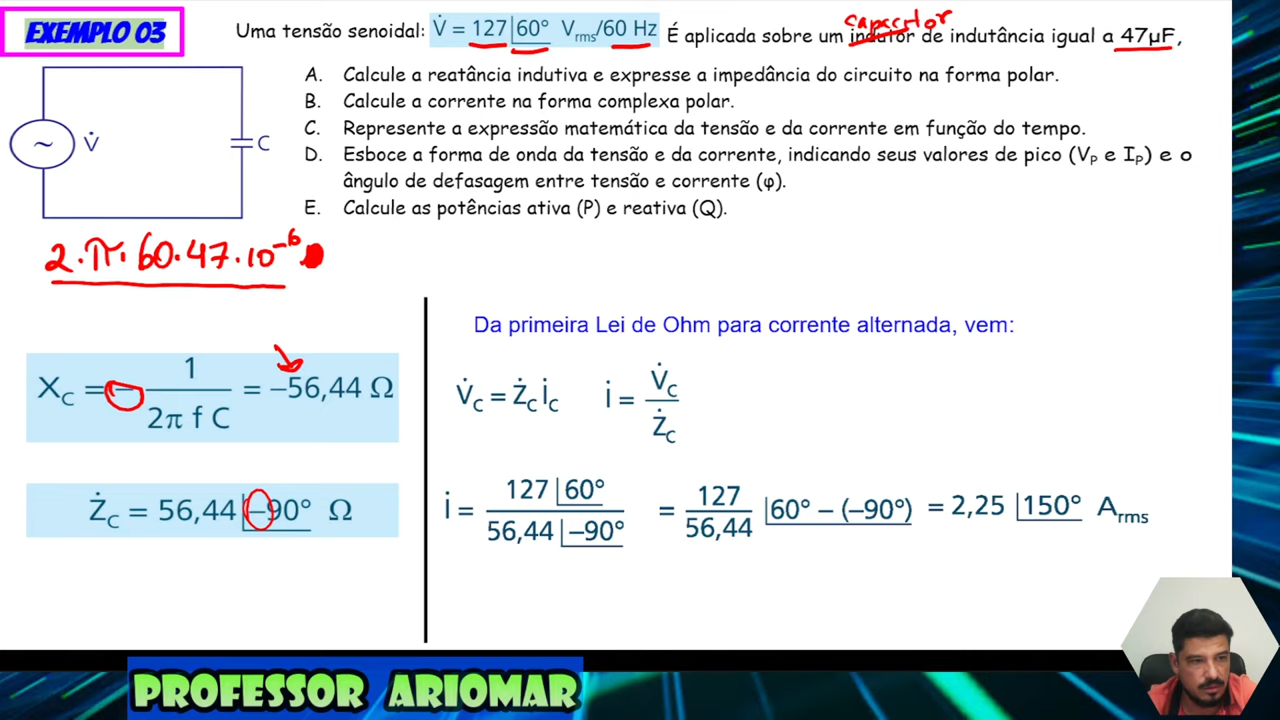 EXEMPLO 03
Uma tensão senoidal: V̇ = 127 |60° Vrms/60 Hz É aplicada sobre um indutor de indutância igual a 47µF,
capacitor
A. Calcule a reatância indutiva e expresse a impedância do circuito na forma polar.
B. Calcule a corrente na forma complexa polar.
C. Represente a expressão matemática da tensão e da corrente em função do tempo.
D. Esboce a forma de onda da tensão e da corrente, indicando seus valores de pico (VP e IP) e o
ângulo de defasagem entre tensão e corrente (φ).
E. Calcule as potências ativa (P) e reativa (Q).
~ V̇ C
2.π.60.47.10⁻⁶
XC = – 1 / 2π f C = –56,44 Ω
ŻC = 56,44 |–90° Ω
Da primeira Lei de Ohm para corrente alternada, vem:
V̇C = ŻC İC İ = V̇C / ŻC
İ = 127 |60° / 56,44 |–90° = 127 / 56,44 |60° – (–90°) = 2,25 |150° Arms
PROFESSOR ARIOMAR